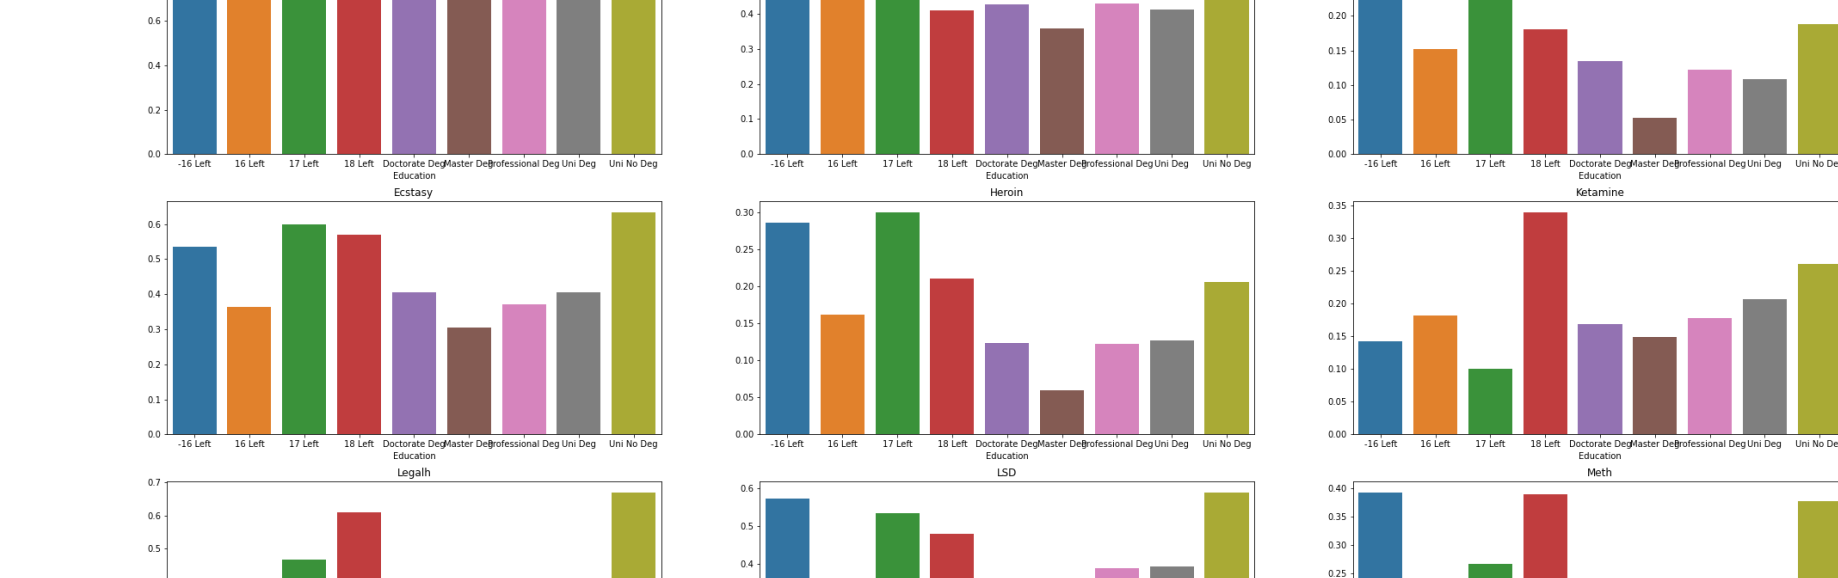 0.6
0.4
0.2
0.0
-16 Left 16 Left 17 Left 18 Left Doctorate Deg Master Deg Professional Deg Uni Deg Uni No Deg
Education
0.4
0.3
0.2
0.1
0.0
-16 Left 16 Left 17 Left 18 Left Doctorate Deg Master Deg Professional Deg Uni Deg Uni No Deg
Education
0.20
0.15
0.10
0.05
0.00
-16 Left 16 Left 17 Left 18 Left Doctorate Deg Master Deg Professional Deg Uni Deg Uni No De
Education
Ecstasy
0.6
0.5
0.4
0.3
0.2
0.1
0.0
-16 Left 16 Left 17 Left 18 Left Doctorate Deg Master Deg Professional Deg Uni Deg Uni No Deg
Education
Heroin
0.30
0.25
0.20
0.15
0.10
0.05
0.00
-16 Left 16 Left 17 Left 18 Left Doctorate Deg Master Deg Professional Deg Uni Deg Uni No Deg
Education
Ketamine
0.35
0.30
0.25
0.20
0.15
0.10
0.05
0.00
-16 Left 16 Left 17 Left 18 Left Doctorate Deg Master Deg Professional Deg Uni Deg Uni No De
Education
Legalh
0.7
0.6
0.5
LSD
0.6
0.5
0.4
Meth
0.40
0.35
0.30
0.25